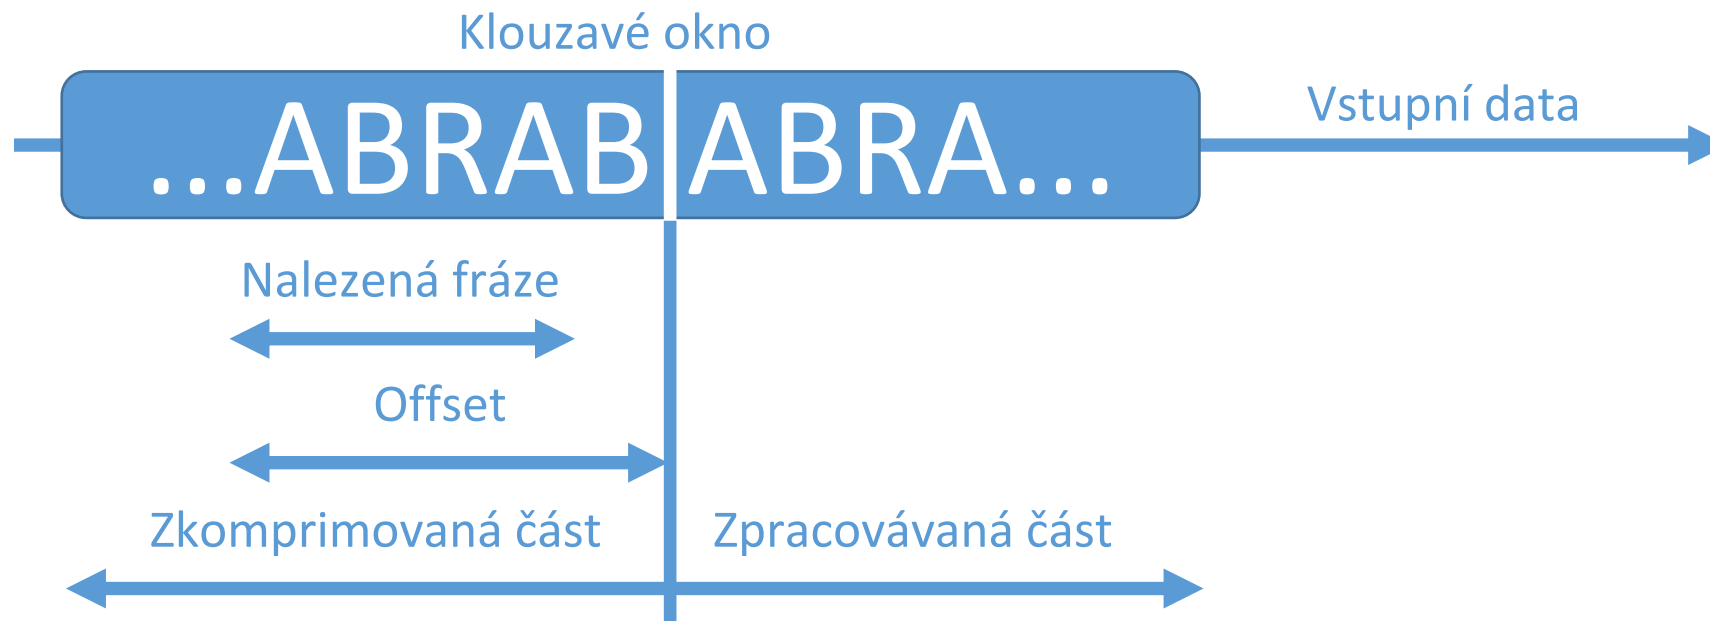 Klouzavé okno
...ABRAB ABRA...
Vstupní data
Nalezená fráze
Offset
Zkomprimovaná část
Zpracovávaná část